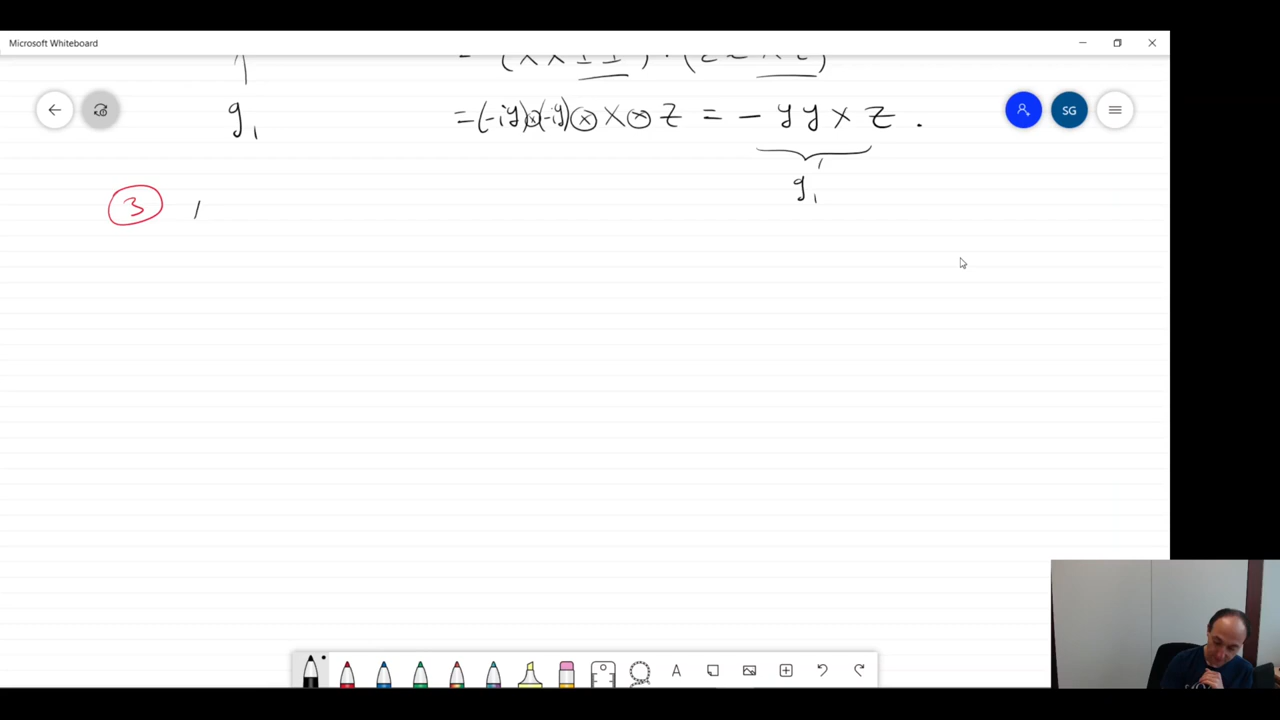 Microsoft Whiteboard
= (X X I I) · (Z Z X Z)
g₁ = (-iy)⊗(-iy)⊗X⊗Z = - y y X Z .
g₁'
3
SG
A